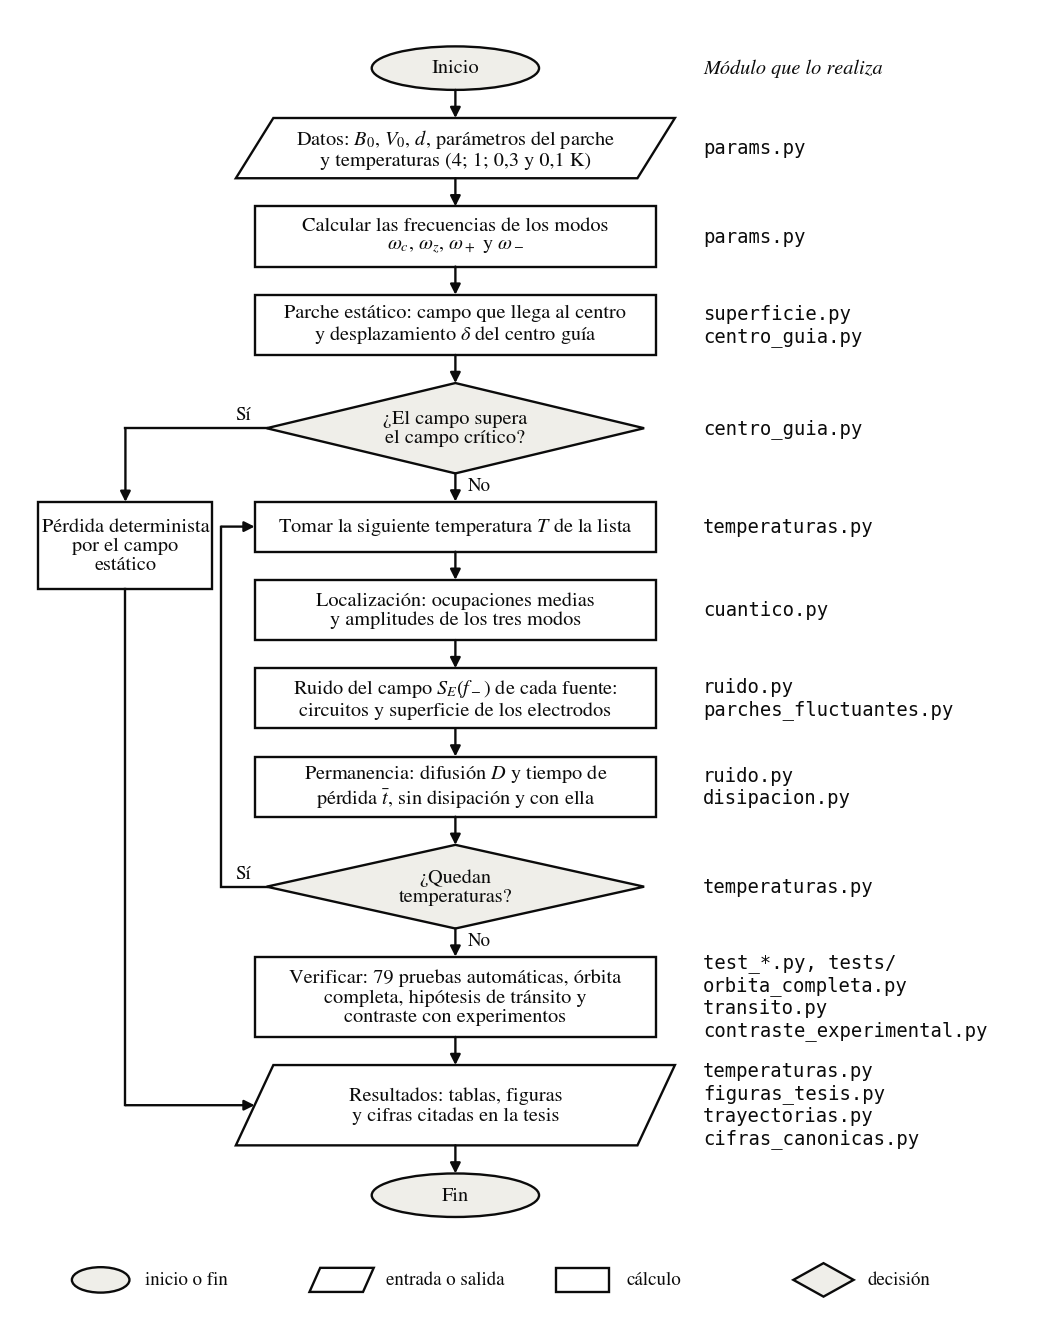 Inicio
Módulo que lo realiza
Datos: B₀, V₀, d, parámetros del parche
y temperaturas (4; 1; 0,3 y 0,1 K)
params.py
Calcular las frecuencias de los modos
ω_c, ω_z, ω₊ y ω₋
params.py
Parche estático: campo que llega al centro
y desplazamiento δ del centro guía
superficie.py
centro_guia.py
¿El campo supera
el campo crítico?
centro_guia.py
Sí
No
Pérdida determinista
por el campo
estático
Tomar la siguiente temperatura T de la lista
temperaturas.py
Localización: ocupaciones medias
y amplitudes de los tres modos
cuantico.py
Ruido del campo S_E(f₋) de cada fuente:
circuitos y superficie de los electrodos
ruido.py
parches_fluctuantes.py
Permanencia: difusión D y tiempo de
pérdida t̄, sin disipación y con ella
ruido.py
disipacion.py
¿Quedan
temperaturas?
temperaturas.py
Sí
No
Verificar: 79 pruebas automáticas, órbita
completa, hipótesis de tránsito y
contraste con experimentos
test_*.py, tests/
orbita_completa.py
transito.py
contraste_experimental.py
Resultados: tablas, figuras
y cifras citadas en la tesis
temperaturas.py
figuras_tesis.py
trayectorias.py
cifras_canonicas.py
Fin
inicio o fin
entrada o salida
cálculo
decisión